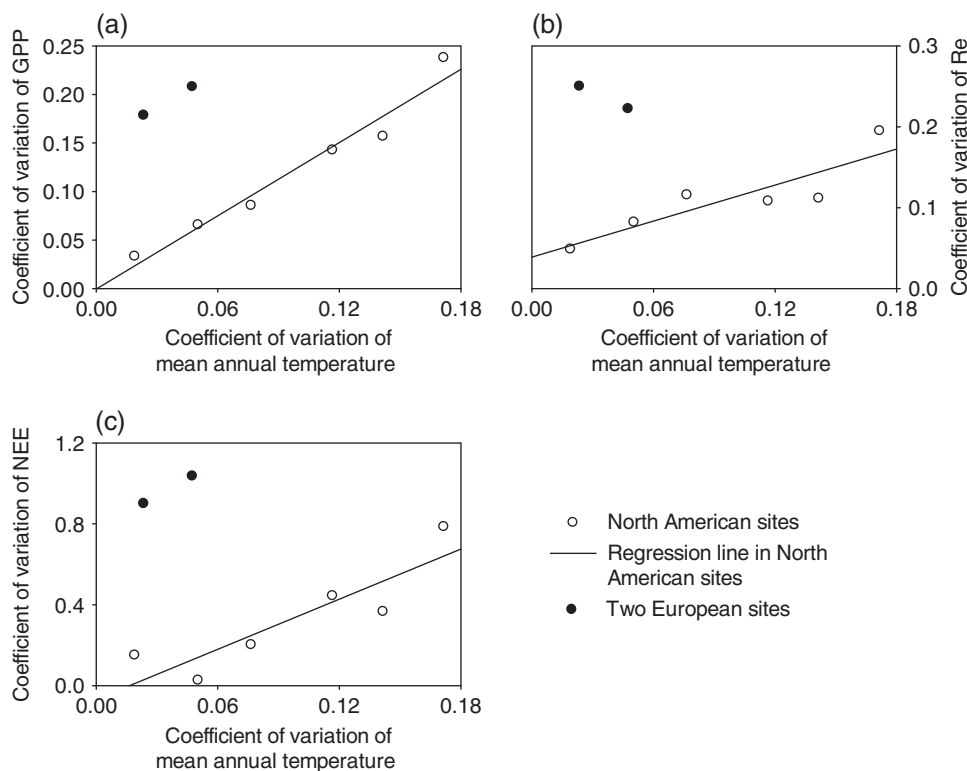 (a)
Coefficient of variation of GPP
0.25
0.20
0.15
0.10
0.05
0.00
0.00 0.06 0.12 0.18
Coefficient of variation of
mean annual temperature
(b)
Coefficient of variation of Re
0.3
0.2
0.1
0.0
0.00 0.06 0.12 0.18
Coefficient of variation of
mean annual temperature
(c)
Coefficient of variation of NEE
1.2
0.8
0.4
0.0
0.00 0.06 0.12 0.18
Coefficient of variation of
mean annual temperature
North American sites
Regression line in North
American sites
Two European sites